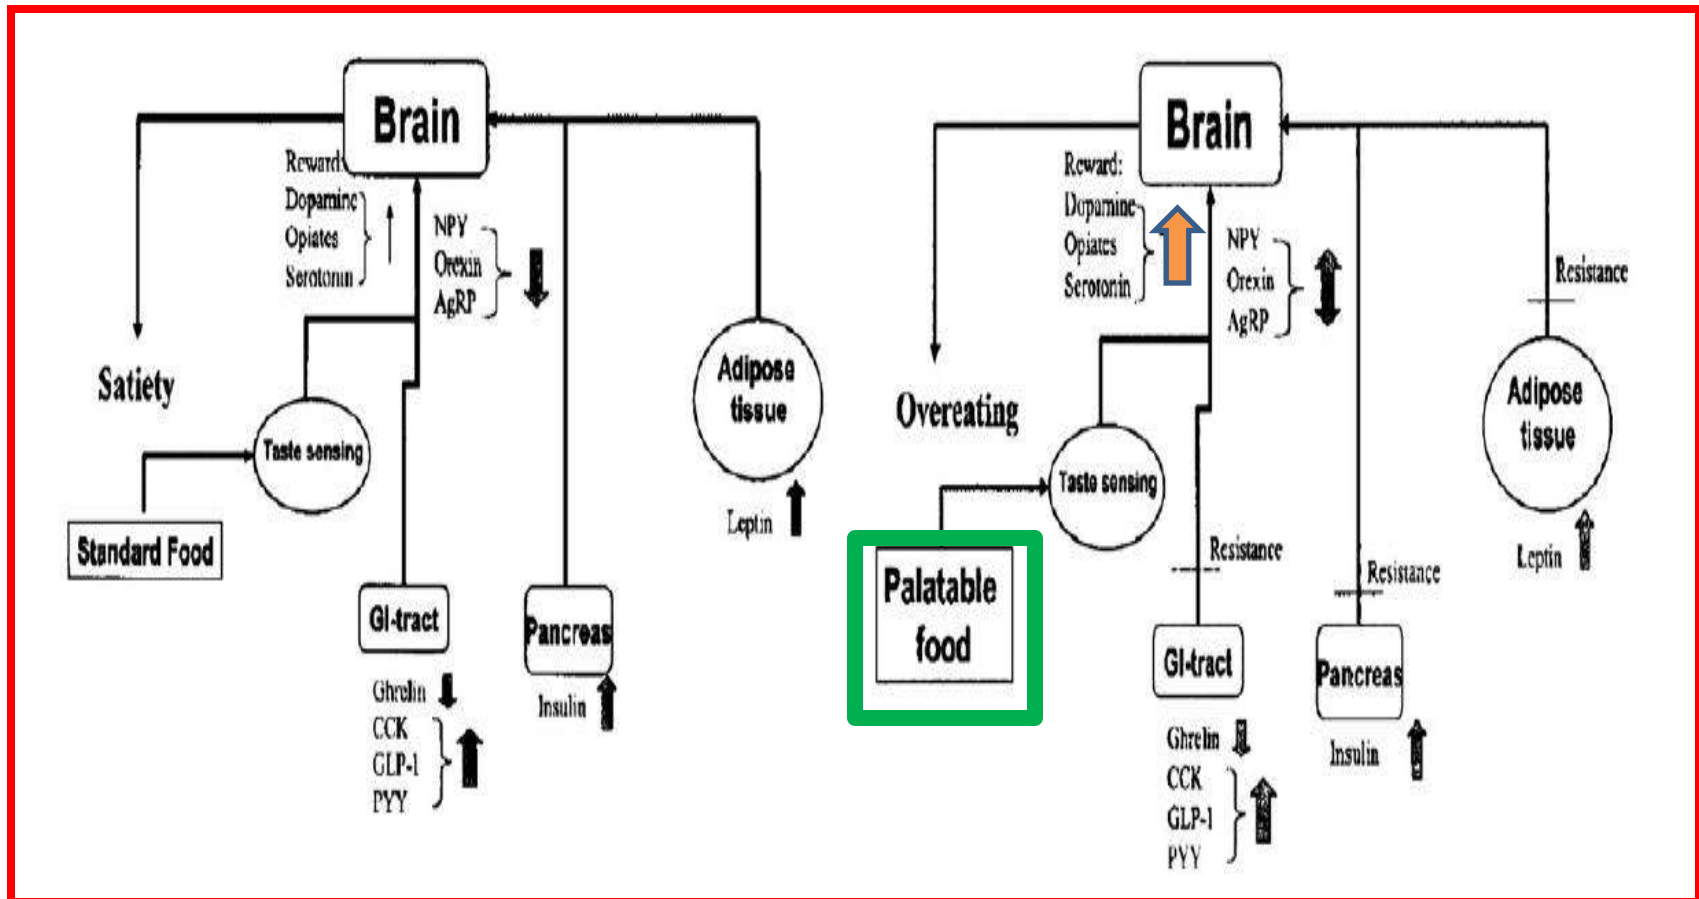 Brain
Reward:
Dopamine
Opiates
Serotonin
NPY
Orexin
AgRP
Satiety
Taste sensing
Adipose
tissue
Leptin
Standard Food
GI-tract
Pancreas
Ghrelin
CCK
GLP-1
PYY
Insulin
Brain
Reward:
Dopamine
Opiates
Serotonin
NPY
Orexin
AgRP
Resistance
Overeating
Taste sensing
Adipose
tissue
Leptin
Palatable
food
Resistance
Resistance
GI-tract
Pancreas
Ghrelin
CCK
GLP-1
PYY
Insulin